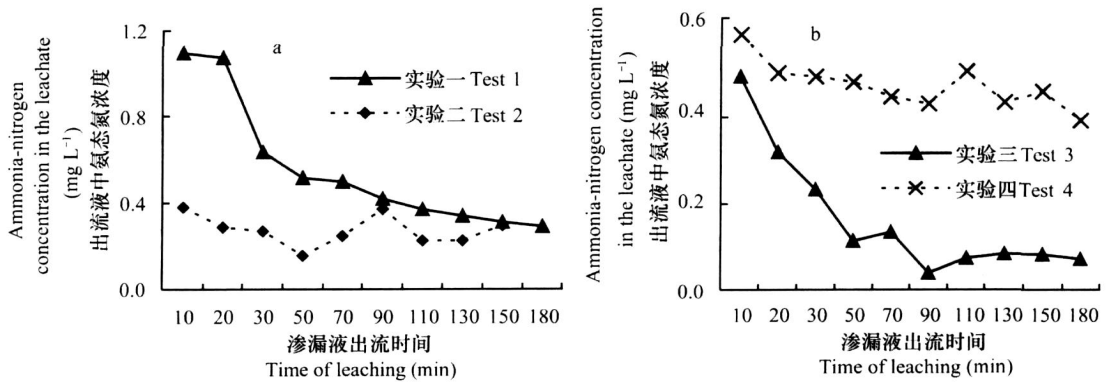 Ammonia-nitrogen
concentration in the leachate
(mg L⁻¹)
出流液中氨态氮浓度
1.2
0.8
0.4
0.0
a
实验一 Test 1
实验二 Test 2
10 20 30 50 70 90 110 130 150 180
渗漏液出流时间
Time of leaching (min)
Ammonia-nitrogen concentration
in the leachate (mg L⁻¹)
出流液中氨态氮浓度
0.6
0.4
0.2
0.0
b
实验三 Test 3
实验四 Test 4
10 20 30 50 70 90 110 130 150 180
渗漏液出流时间
Time of leaching (min)